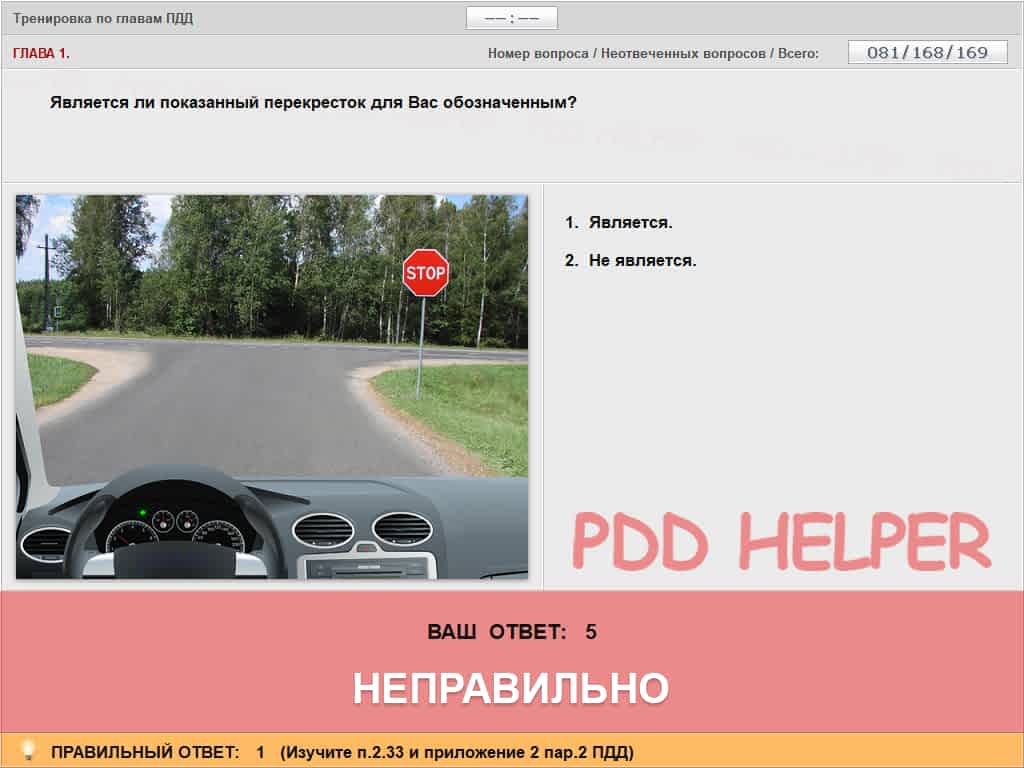 Тренировка по главам ПДД
–– : ––
ГЛАВА 1.
Номер вопроса / Неотвеченных вопросов / Всего:
081/168/169
Является ли показанный перекресток для Вас обозначенным?
STOP
1. Является.
2. Не является.
PDD HELPER
ВАШ ОТВЕТ: 5
НЕПРАВИЛЬНО
ПРАВИЛЬНЫЙ ОТВЕТ: 1 (Изучите п.2.33 и приложение 2 пар.2 ПДД)